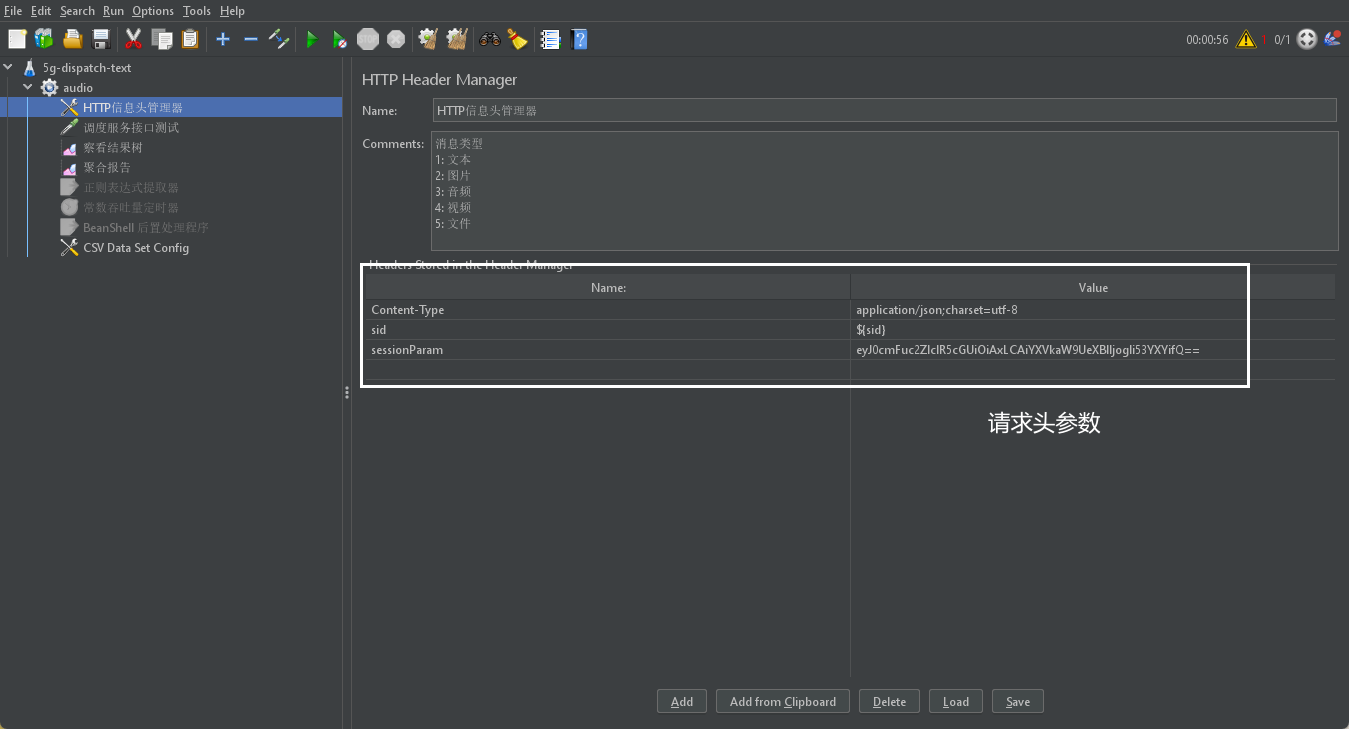 File Edit Search Run Options Tools Help
00:00:56 1 0/1
5g-dispatch-text
audio
HTTP信息头管理器
调度服务接口测试
察看结果树
聚合报告
正则表达式提取器
常数吞吐量定时器
BeanShell 后置处理程序
CSV Data Set Config
HTTP Header Manager
Name: HTTP信息头管理器
Comments: 消息类型
1: 文本
2: 图片
3: 音频
4: 视频
5: 文件
Headers Stored in the Header Manager
Name: Value
Content-Type application/json;charset=utf-8
sid ${sid}
sessionParam eyJ0cmFuc2ZlclR5cGUiOiAxLCAiYXVkaW9UeXBlIjogIi53YXYifQ==
请求头参数
Add Add from Clipboard Delete Load Save